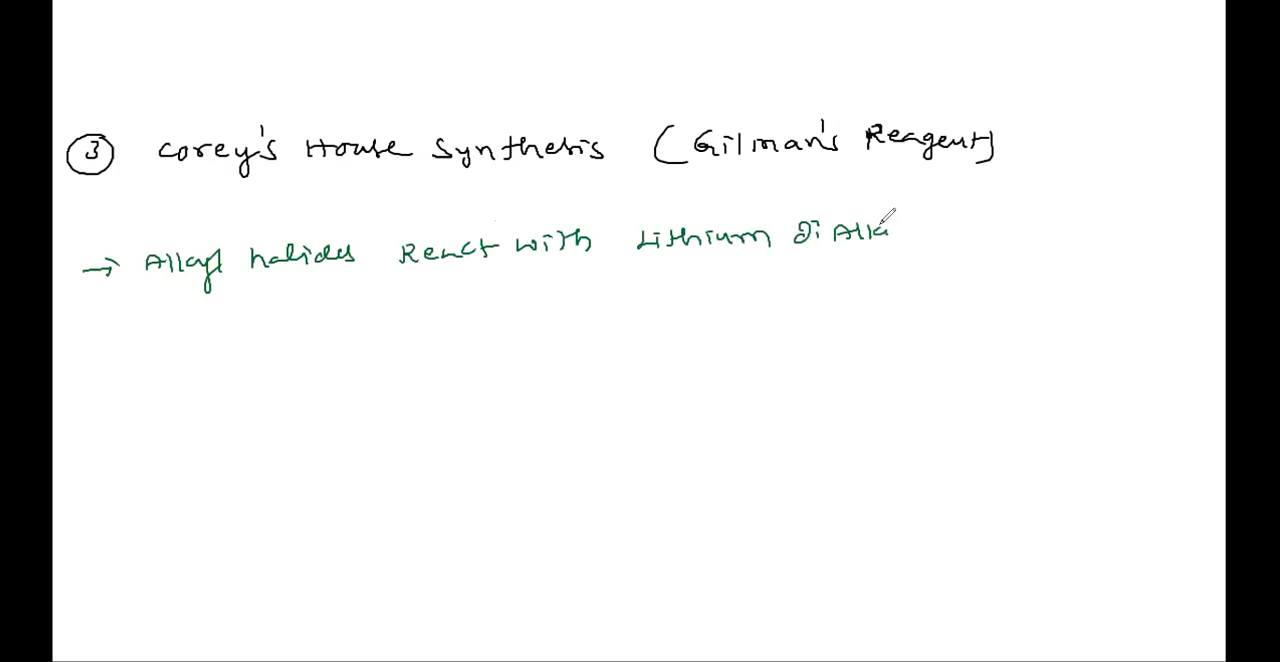 ③ Corey's House Synthesis (Gilman's Reagent)
→ Alkyl halides React with Lithium Di Alk